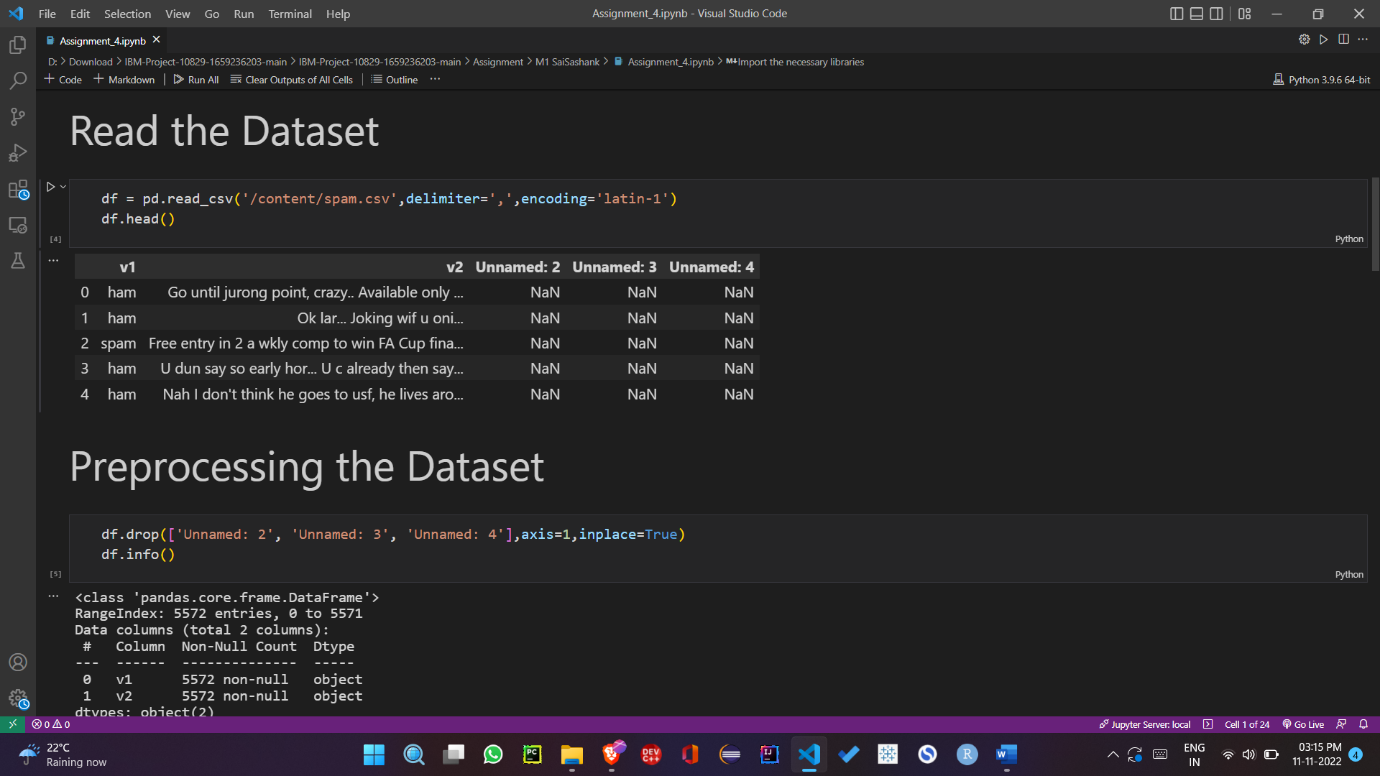 File Edit Selection View Go Run Terminal Help
Assignment_4.ipynb - Visual Studio Code
Assignment_4.ipynb
D: > Download > IBM-Project-10829-1659236203-main > IBM-Project-10829-1659236203-main > Assignment > M1 SaiSashank > Assignment_4.ipynb > M↓Import the necessary libraries
+ Code + Markdown Run All Clear Outputs of All Cells Outline ... Python 3.9.6 64-bit
Read the Dataset
df = pd.read_csv('/content/spam.csv',delimiter=',',encoding='latin-1')
df.head()
[4] Python
v1 v2 Unnamed: 2 Unnamed: 3 Unnamed: 4
0 ham Go until jurong point, crazy.. Available only ... NaN NaN NaN
1 ham Ok lar... Joking wif u oni... NaN NaN NaN
2 spam Free entry in 2 a wkly comp to win FA Cup fina... NaN NaN NaN
3 ham U dun say so early hor... U c already then say... NaN NaN NaN
4 ham Nah I don't think he goes to usf, he lives aro... NaN NaN NaN
Preprocessing the Dataset
df.drop(['Unnamed: 2', 'Unnamed: 3', 'Unnamed: 4'],axis=1,inplace=True)
df.info()
[5] Python
<class 'pandas.core.frame.DataFrame'>
RangeIndex: 5572 entries, 0 to 5571
Data columns (total 2 columns):
# Column Non-Null Count Dtype
--- ------ -------------- -----
0 v1 5572 non-null object
1 v2 5572 non-null object
dtypes: object(2)
0 0 Jupyter Server: local Cell 1 of 24 Go Live
22°C
Raining now
PC
DEV C++
IJ
S
R
W
ENG
IN
03:15 PM
11-11-2022
4